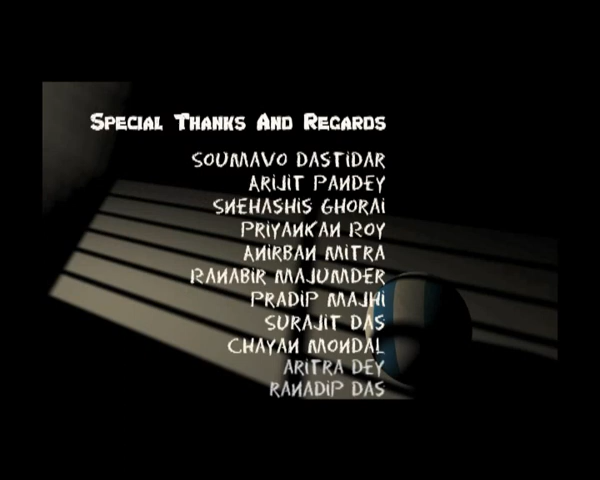 Special Thanks And Regards
SOUMAVO DASTIDAR
ARIJIT PANDEY
SNEHASHIS GHORAI
PRIYANKAN ROY
ANIRBAN MITRA
RANABIR MAJUMDER
PRADIP MAJHI
SURAJIT DAS
CHAYAN MONDAL
ARITRA DEY
RANADIP DAS